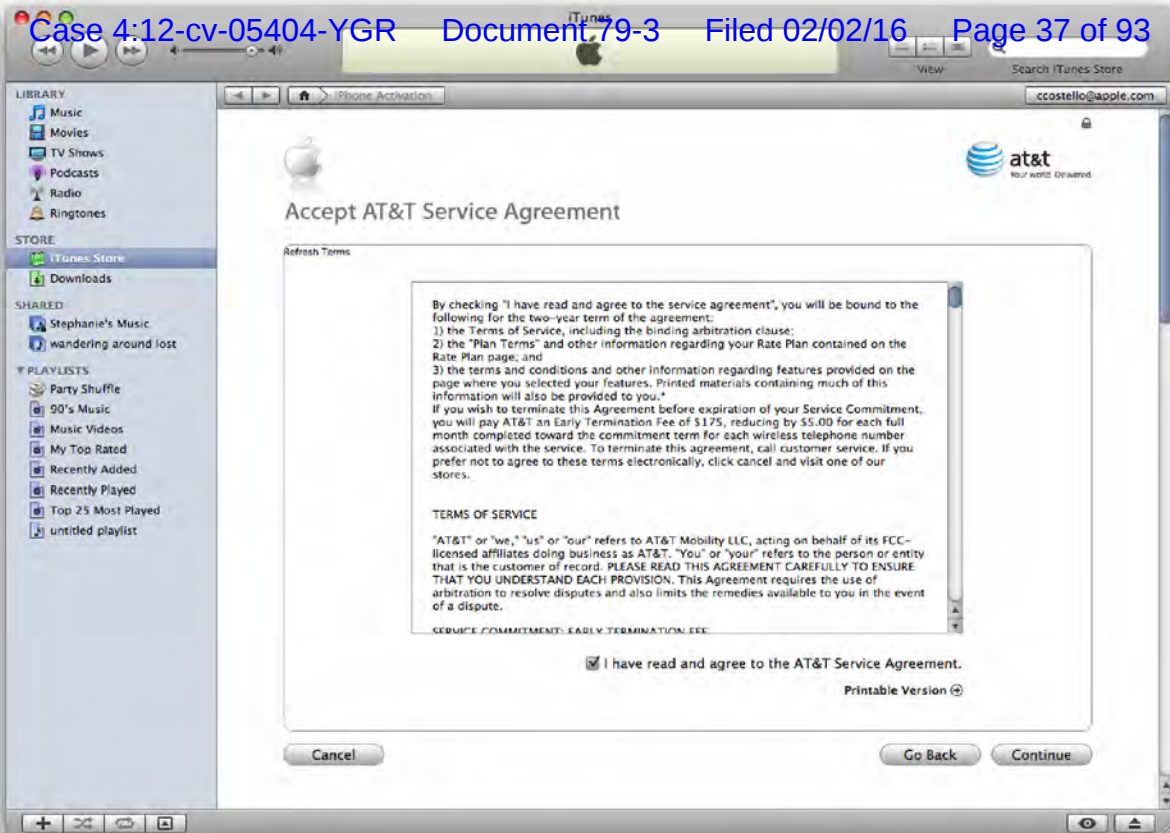 iTunes
Case 4:12-cv-05404-YGR Document 79-3 Filed 02/02/16 Page 37 of 93
View
Search iTunes Store
iPhone Activation
ccostello@apple.com
LIBRARY
Music
Movies
TV Shows
Podcasts
Radio
Ringtones
STORE
iTunes Store
Downloads
SHARED
Stephanie's Music
wandering around lost
PLAYLISTS
Party Shuffle
90's Music
Music Videos
My Top Rated
Recently Added
Recently Played
Top 25 Most Played
untitled playlist
at&t
Your world. Delivered.
Accept AT&T Service Agreement
Refresh Terms
By checking "I have read and agree to the service agreement", you will be bound to the
following for the two-year term of the agreement:
1) the Terms of Service, including the binding arbitration clause;
2) the "Plan Terms" and other information regarding your Rate Plan contained on the
Rate Plan page; and
3) the terms and conditions and other information regarding features provided on the
page where you selected your features. Printed materials containing much of this
information will also be provided to you.*
If you wish to terminate this Agreement before expiration of your Service Commitment,
you will pay AT&T an Early Termination Fee of $175, reducing by $5.00 for each full
month completed toward the commitment term for each wireless telephone number
associated with the service. To terminate this agreement, call customer service. If you
prefer not to agree to these terms electronically, click cancel and visit one of our
stores.
TERMS OF SERVICE
"AT&T" or "we," "us" or "our" refers to AT&T Mobility LLC, acting on behalf of its FCC-
licensed affiliates doing business as AT&T. "You" or "your" refers to the person or entity
that is the customer of record. PLEASE READ THIS AGREEMENT CAREFULLY TO ENSURE
THAT YOU UNDERSTAND EACH PROVISION. This Agreement requires the use of
arbitration to resolve disputes and also limits the remedies available to you in the event
of a dispute.
SERVICE COMMITMENT; EARLY TERMINATION FEE
I have read and agree to the AT&T Service Agreement.
Printable Version
Cancel
Go Back
Continue